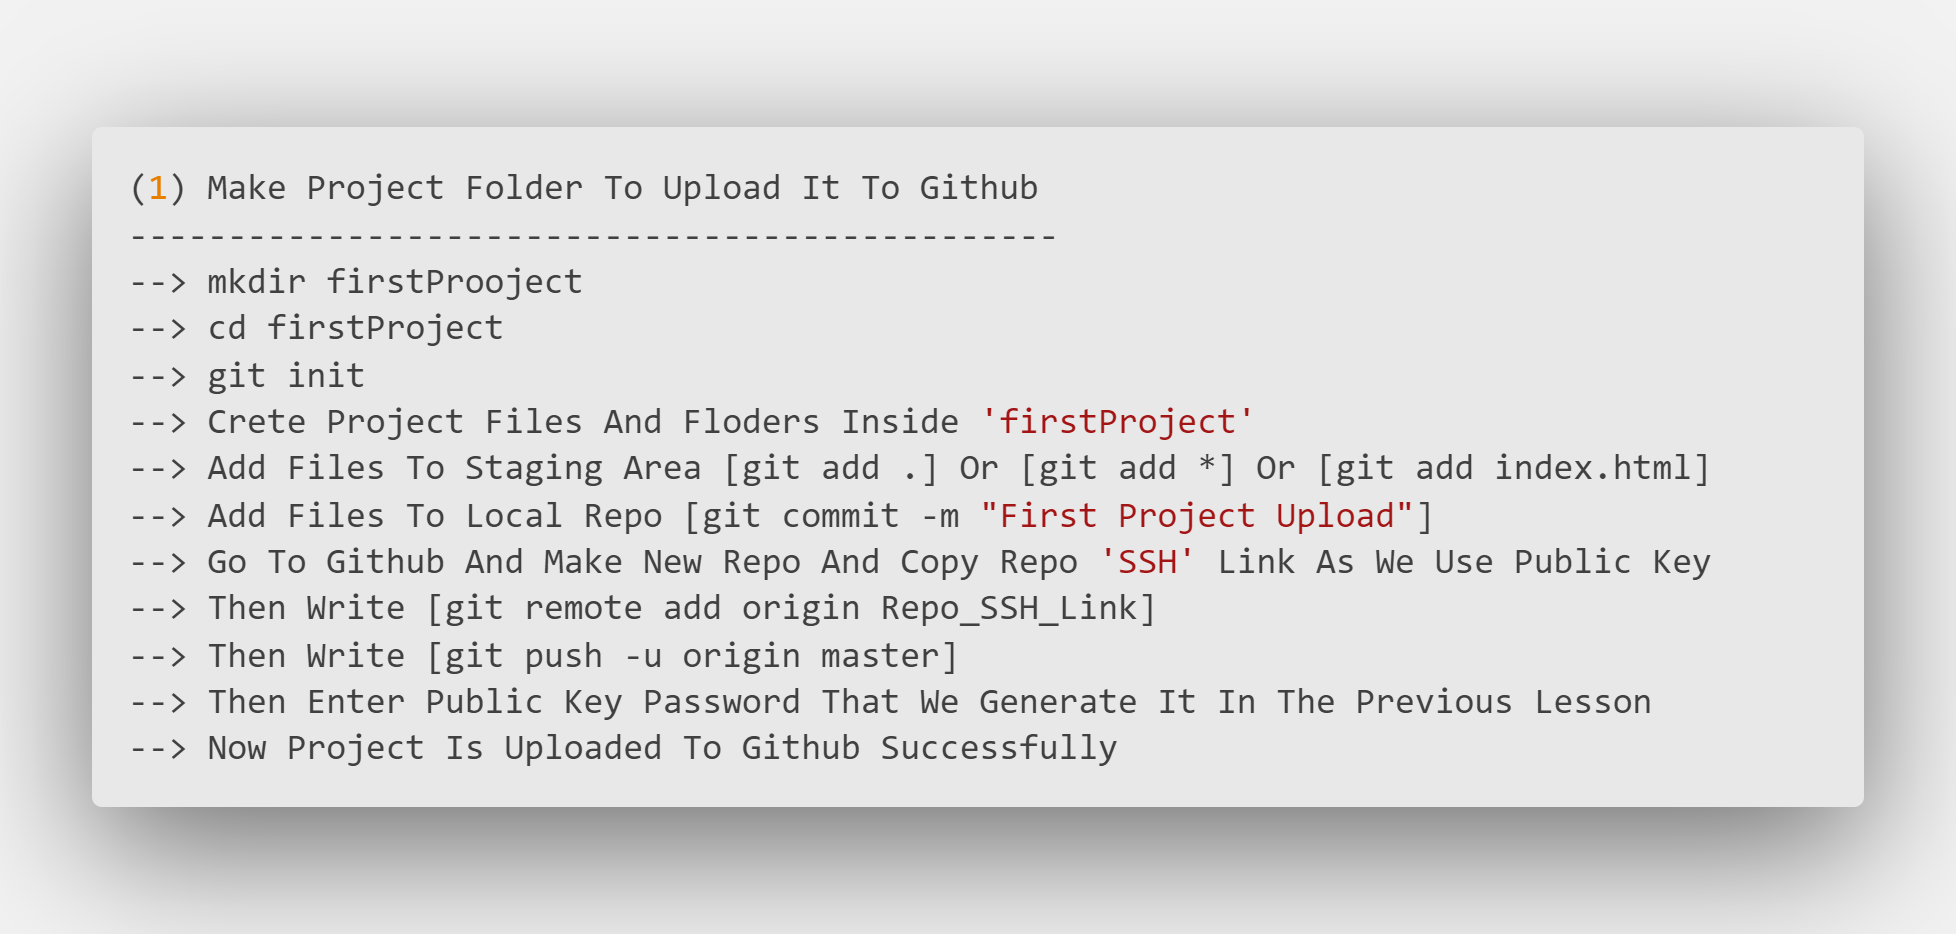 (1) Make Project Folder To Upload It To Github
-----------------------------------------------
--> mkdir firstProoject
--> cd firstProject
--> git init
--> Crete Project Files And Floders Inside 'firstProject'
--> Add Files To Staging Area [git add .] Or [git add *] Or [git add index.html]
--> Add Files To Local Repo [git commit -m "First Project Upload"]
--> Go To Github And Make New Repo And Copy Repo 'SSH' Link As We Use Public Key
--> Then Write [git remote add origin Repo_SSH_Link]
--> Then Write [git push -u origin master]
--> Then Enter Public Key Password That We Generate It In The Previous Lesson
--> Now Project Is Uploaded To Github Successfully